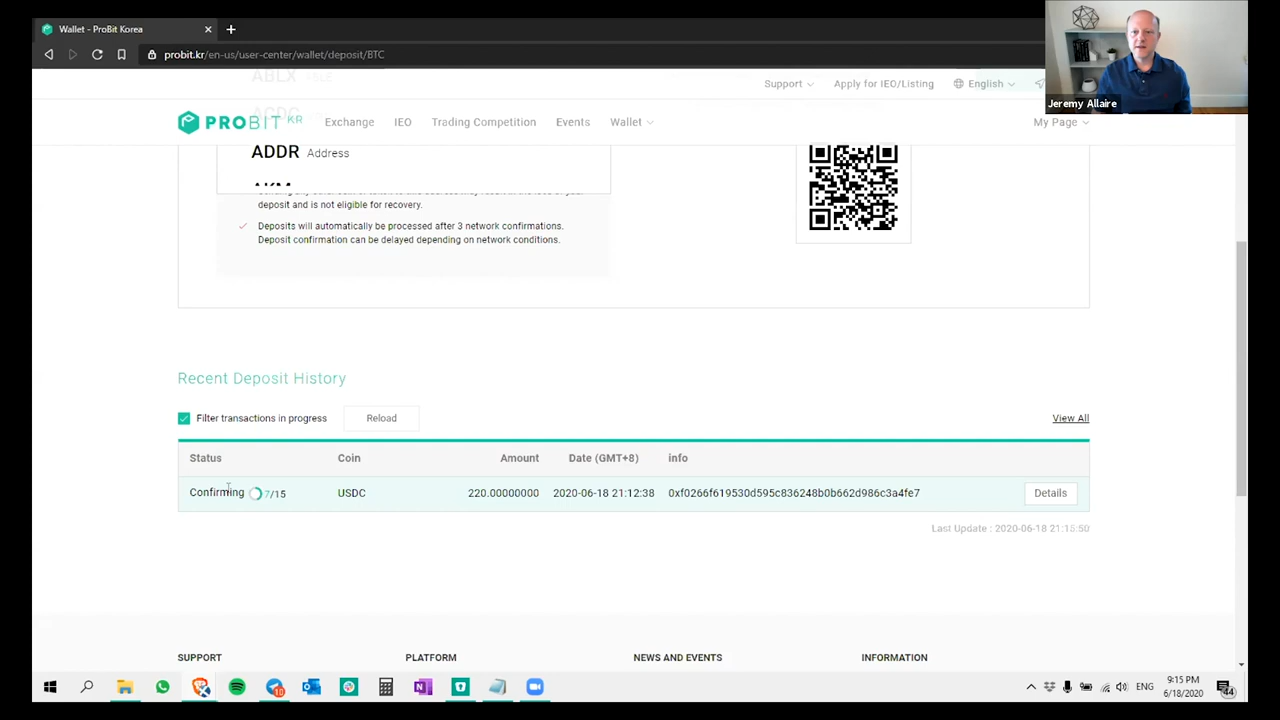 Wallet - ProBit Korea
probit.kr/en-us/user-center/wallet/deposit/BTC
Jeremy Allaire
ABLX
Support Apply for IEO/Listing English
PROBIT KR Exchange IEO Trading Competition Events Wallet My Page
ADDR Address
deposit and is not eligible for recovery.
Deposits will automatically be processed after 3 network confirmations.
Deposit confirmation can be delayed depending on network conditions.
Recent Deposit History
Filter transactions in progress Reload View All
Status Coin Amount Date (GMT+8) info
Confirming 7/15 USDC 220.00000000 2020-06-18 21:12:38 0xf0266f619530d595c836248b0b662d986c3a4fe7 Details
Last Update : 2020-06-18 21:15:50
SUPPORT PLATFORM NEWS AND EVENTS INFORMATION
10 ENG 9:15 PM
6/18/2020 44